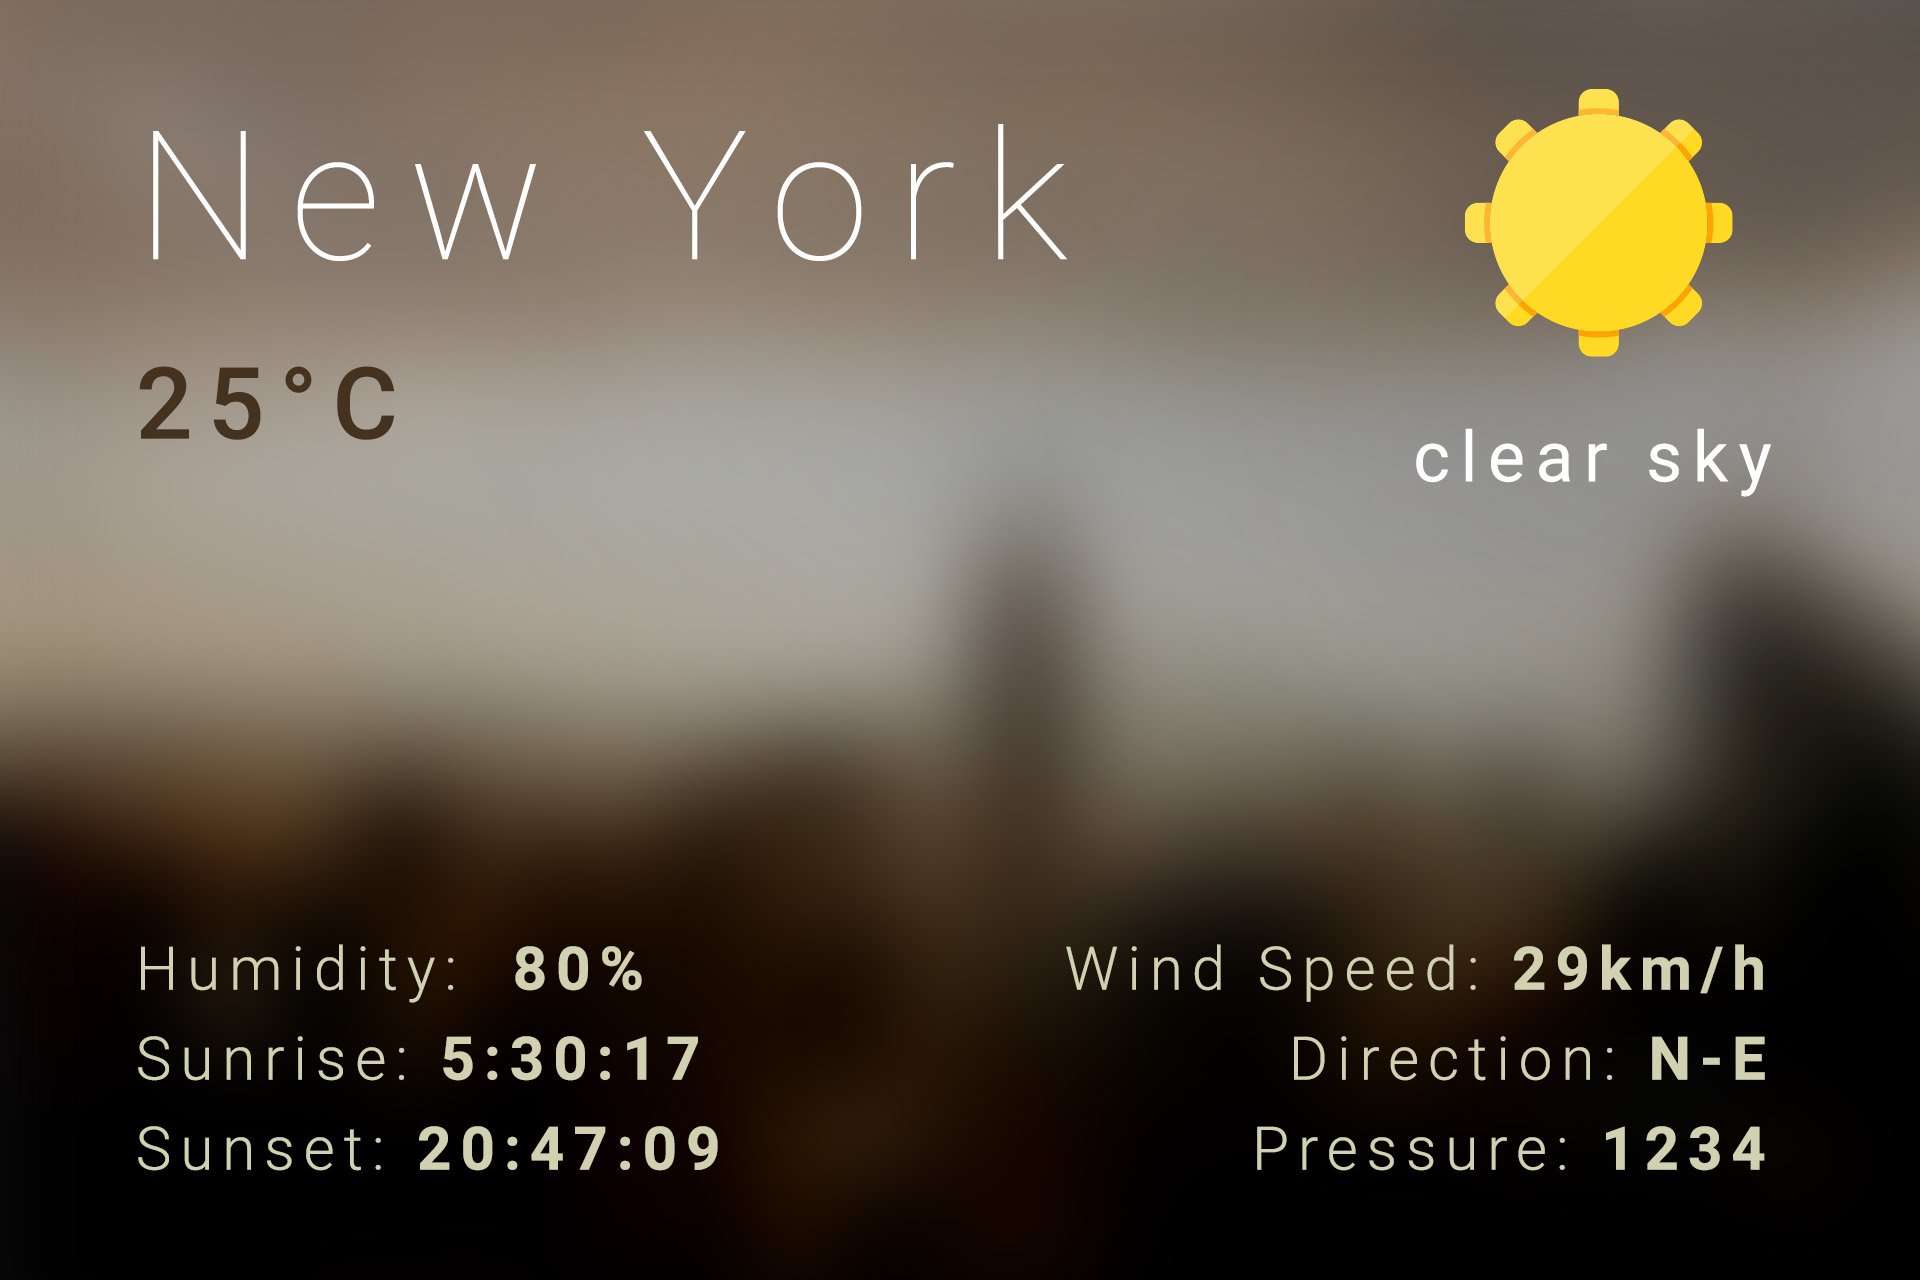 New York
25°C
clear sky
Humidity: 80%
Sunrise: 5:30:17
Sunset: 20:47:09
Wind Speed: 29km/h
Direction: N-E
Pressure: 1234